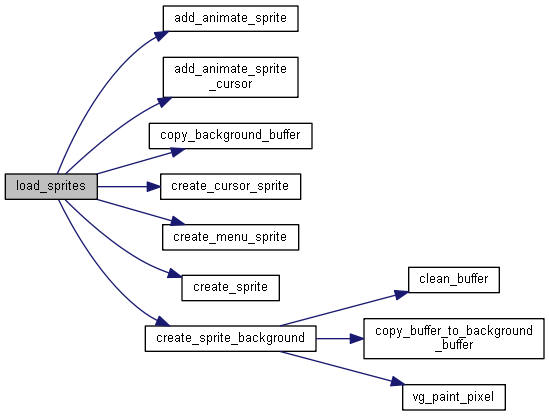 add_animate_sprite
add_animate_sprite
_cursor
copy_background_buffer
load_sprites
create_cursor_sprite
create_menu_sprite
create_sprite
clean_buffer
create_sprite_background
copy_buffer_to_background
_buffer
vg_paint_pixel